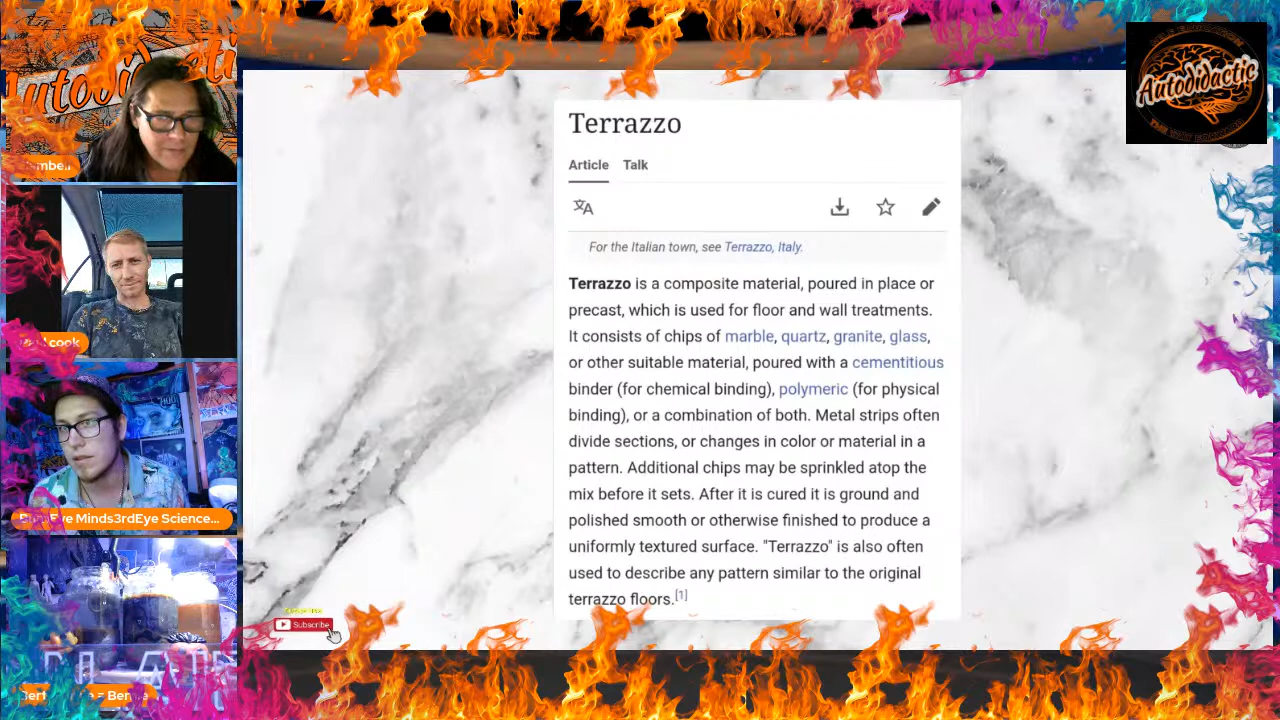 Autodidactic
Terrazzo
Article Talk
For the Italian town, see Terrazzo, Italy.
Terrazzo is a composite material, poured in place or
precast, which is used for floor and wall treatments.
It consists of chips of marble, quartz, granite, glass,
or other suitable material, poured with a cementitious
binder (for chemical binding), polymeric (for physical
binding), or a combination of both. Metal strips often
divide sections, or changes in color or material in a
pattern. Additional chips may be sprinkled atop the
mix before it sets. After it is cured it is ground and
polished smooth or otherwise finished to produce a
uniformly textured surface. "Terrazzo" is also often
used to describe any pattern similar to the original
terrazzo floors.[1]
cook
Minds3rdEye Science...
Subscribe